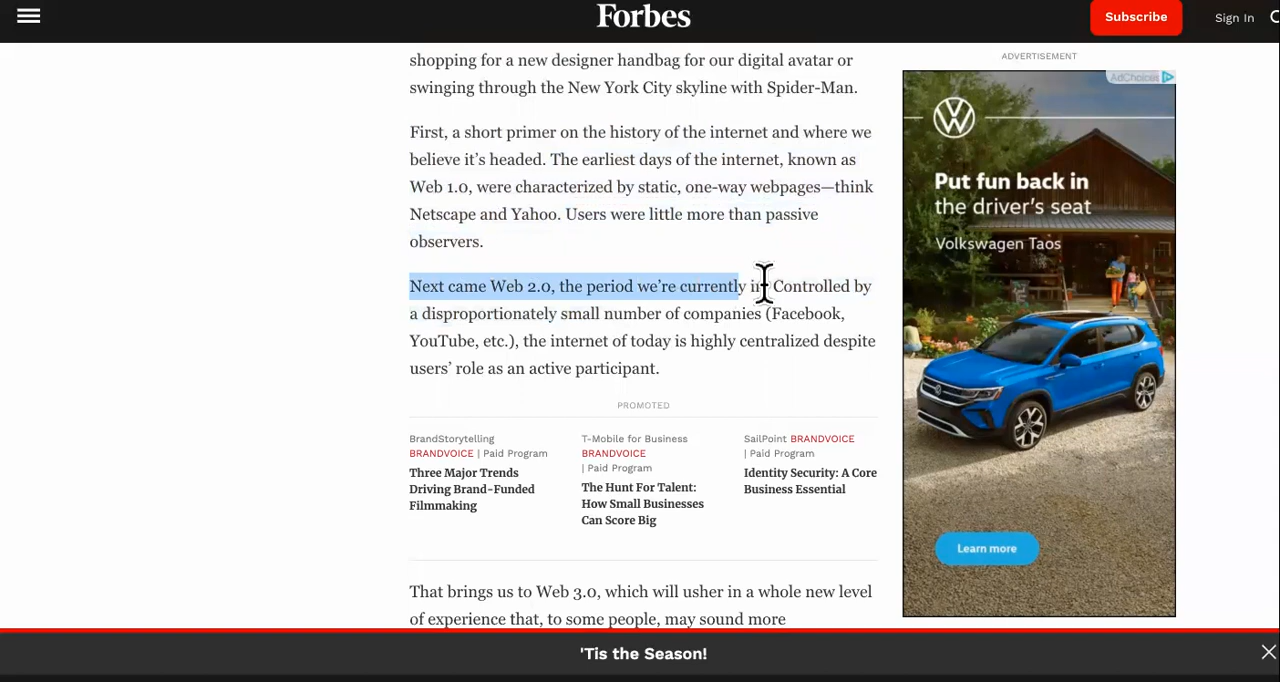 Forbes
Subscribe
Sign In
shopping for a new designer handbag for our digital avatar or
swinging through the New York City skyline with Spider-Man.
First, a short primer on the history of the internet and where we
believe it’s headed. The earliest days of the internet, known as
Web 1.0, were characterized by static, one-way webpages—think
Netscape and Yahoo. Users were little more than passive
observers.
Next came Web 2.0, the period we’re currently in. Controlled by
a disproportionately small number of companies (Facebook,
YouTube, etc.), the internet of today is highly centralized despite
users’ role as an active participant.
PROMOTED
BrandStorytelling
BRANDVOICE | Paid Program
Three Major Trends
Driving Brand-Funded
Filmmaking
T-Mobile for Business
BRANDVOICE
| Paid Program
The Hunt For Talent:
How Small Businesses
Can Score Big
SailPoint BRANDVOICE
| Paid Program
Identity Security: A Core
Business Essential
That brings us to Web 3.0, which will usher in a whole new level
of experience that, to some people, may sound more
ADVERTISEMENT
AdChoices
Put fun back in
the driver’s seat
Volkswagen Taos
Learn more
'Tis the Season!